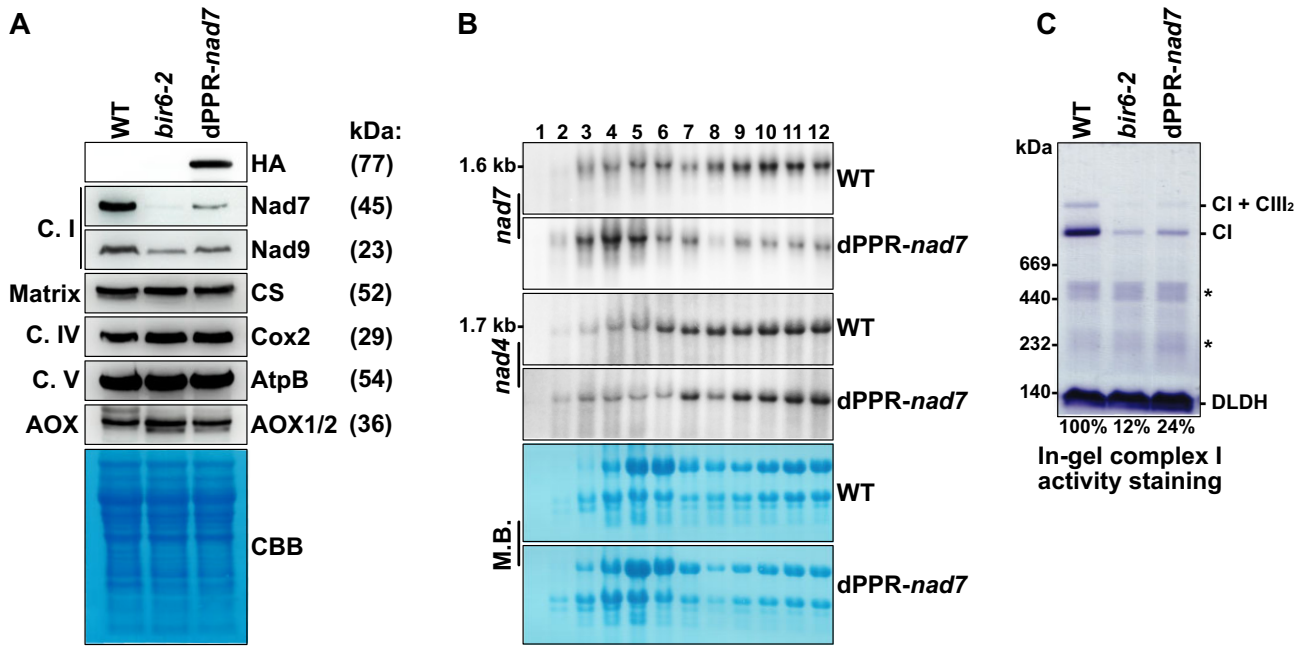 A
WT
bir6-2
dPPR-nad7
kDa:
HA (77)
C. I
Nad7 (45)
Nad9 (23)
Matrix CS (52)
C. IV Cox2 (29)
C. V AtpB (54)
AOX AOX1/2 (36)
CBB
B
1 2 3 4 5 6 7 8 9 10 11 12
1.6 kb
nad7
WT
dPPR-nad7
1.7 kb
nad4
WT
dPPR-nad7
M.B.
WT
dPPR-nad7
C
WT
bir6-2
dPPR-nad7
kDa
CI + CIII₂
CI
669
440 *
232 *
140
DLDH
100% 12% 24%
In-gel complex I
activity staining